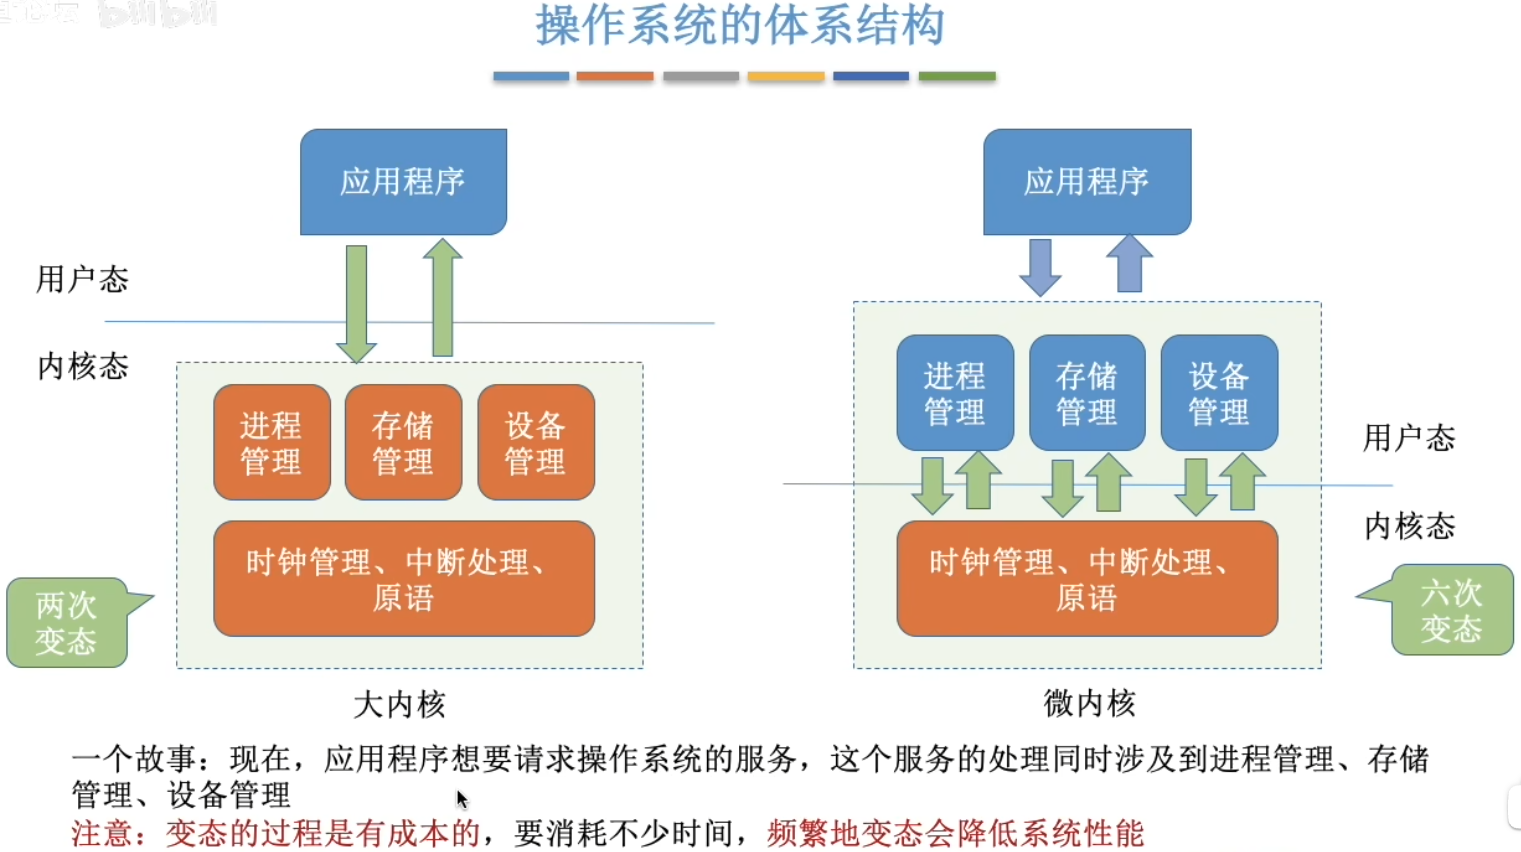 操作系统的体系结构
应用程序
用户态
内核态
进程
管理
存储
管理
设备
管理
时钟管理、中断处理、
原语
两次
变态
大内核
应用程序
进程
管理
存储
管理
设备
管理
用户态
内核态
时钟管理、中断处理、
原语
六次
变态
微内核
一个故事：现在，应用程序想要请求操作系统的服务，这个服务的处理同时涉及到进程管理、存储
管理、设备管理
注意：变态的过程是有成本的，要消耗不少时间，频繁地变态会降低系统性能